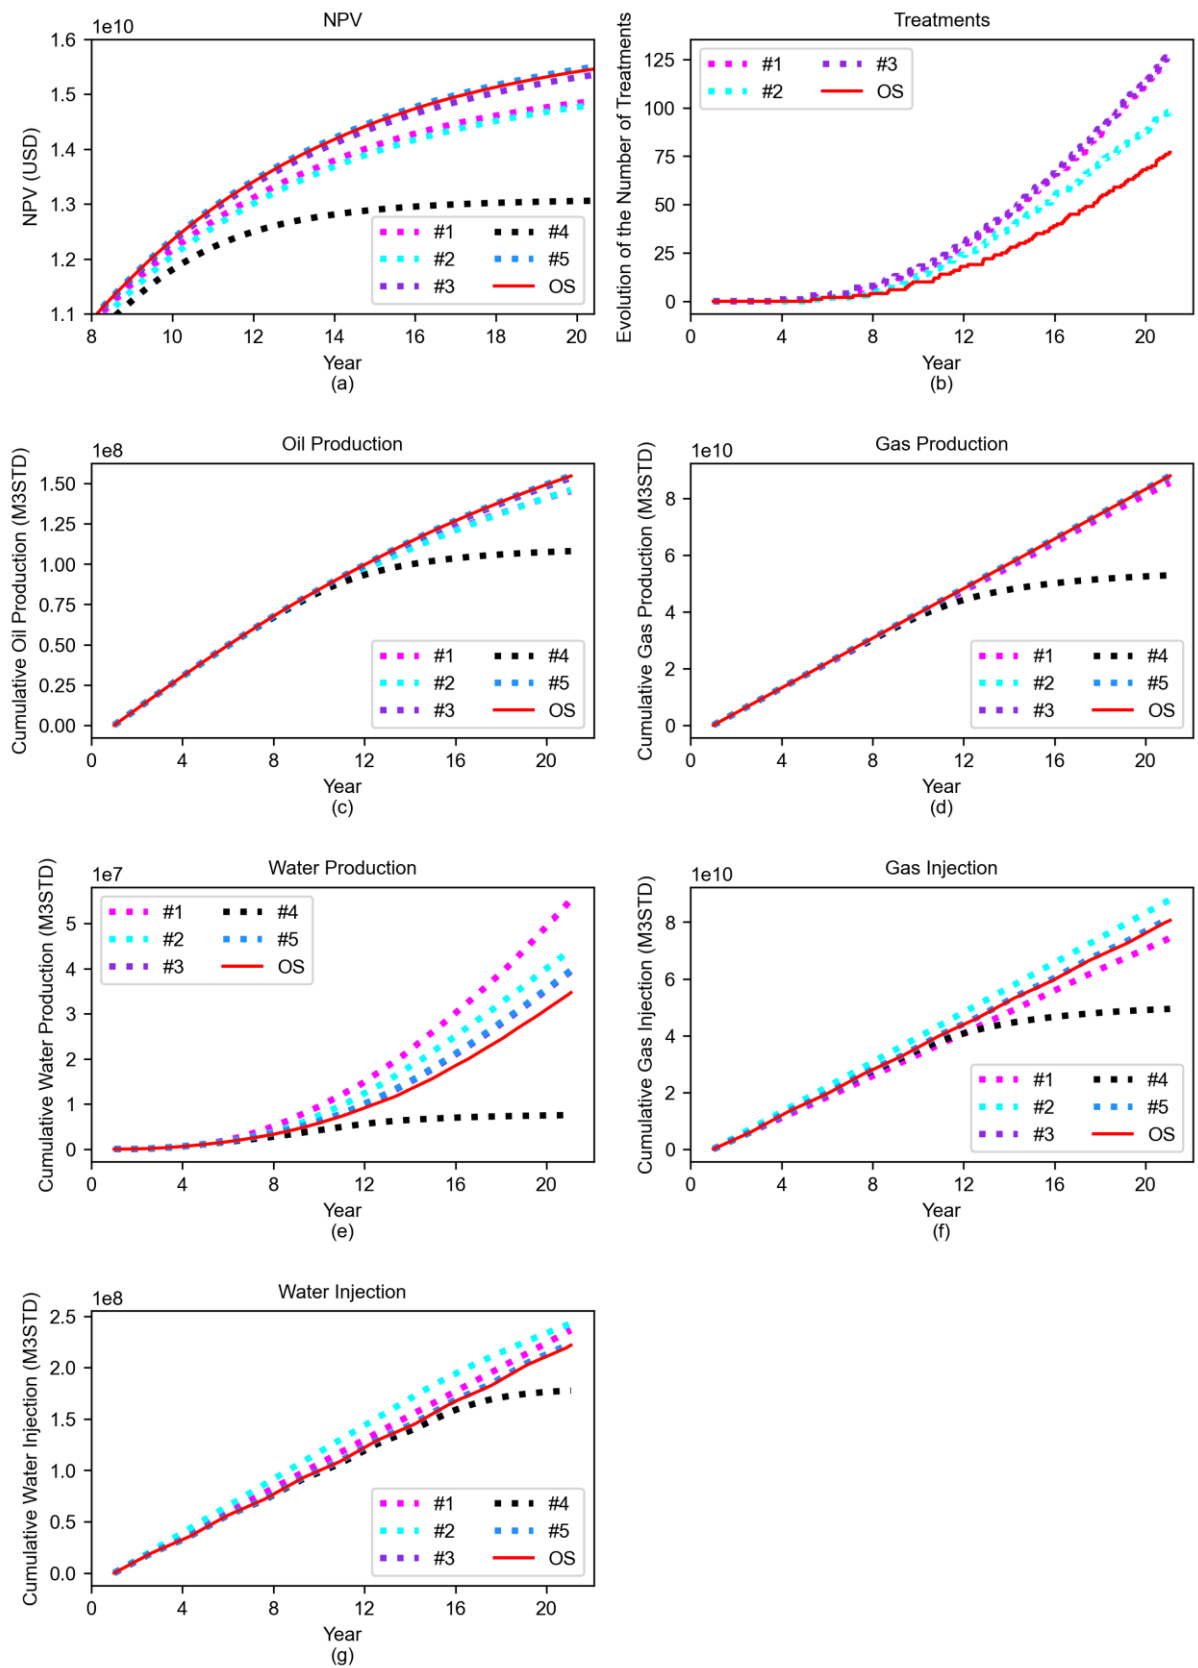 NPV
1e10
1.6
1.5
1.4
1.3
1.2
1.1
NPV (USD)
#1 #4
#2 #5
#3 OS
8 10 12 14 16 18 20
Year
(a)
Treatments
Evolution of the Number of Treatments
125
100
75
50
25
0
#1 #3
#2 OS
0 4 8 12 16 20
Year
(b)
Oil Production
1e8
Cumulative Oil Production (M3STD)
1.50
1.25
1.00
0.75
0.50
0.25
0.00
#1 #4
#2 #5
#3 OS
0 4 8 12 16 20
Year
(c)
Gas Production
1e10
Cumulative Gas Production (M3STD)
8
6
4
2
0
#1 #4
#2 #5
#3 OS
0 4 8 12 16 20
Year
(d)
Water Production
1e7
Cumulative Water Production (M3STD)
5
4
3
2
1
0
#1 #4
#2 #5
#3 OS
0 4 8 12 16 20
Year
(e)
Gas Injection
1e10
Cumulative Gas Injection (M3STD)
8
6
4
2
0
#1 #4
#2 #5
#3 OS
0 4 8 12 16 20
Year
(f)
Water Injection
1e8
Cumulative Water Injection (M3STD)
2.5
2.0
1.5
1.0
0.5
0.0
#1 #4
#2 #5
#3 OS
0 4 8 12 16 20
Year
(g)